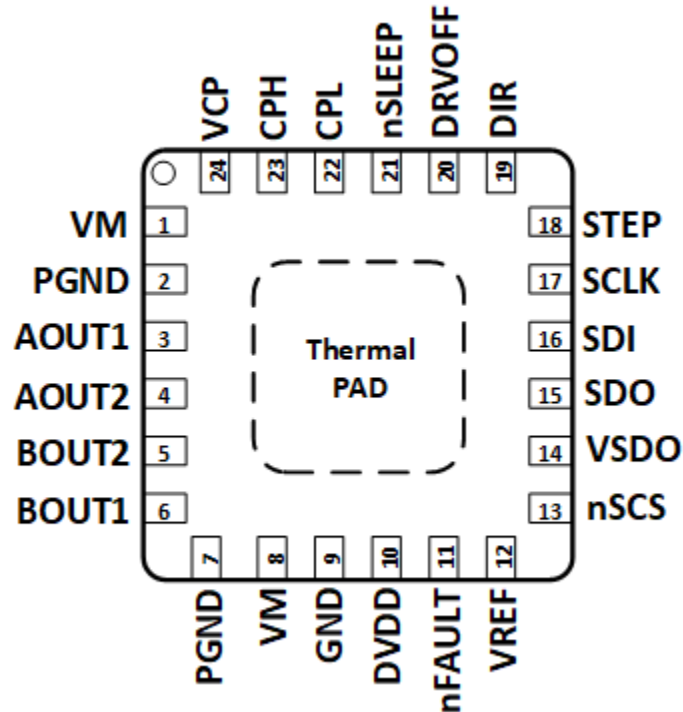 VCP
CPH
CPL
nSLEEP
DRVOFF
DIR
24
23
22
21
20
19
VM 1
18 STEP
PGND 2
17 SCLK
AOUT1 3
16 SDI
Thermal
PAD
AOUT2 4
15 SDO
BOUT2 5
14 VSDO
BOUT1 6
13 nSCS
7
8
9
10
11
12
PGND
VM
GND
DVDD
nFAULT
VREF